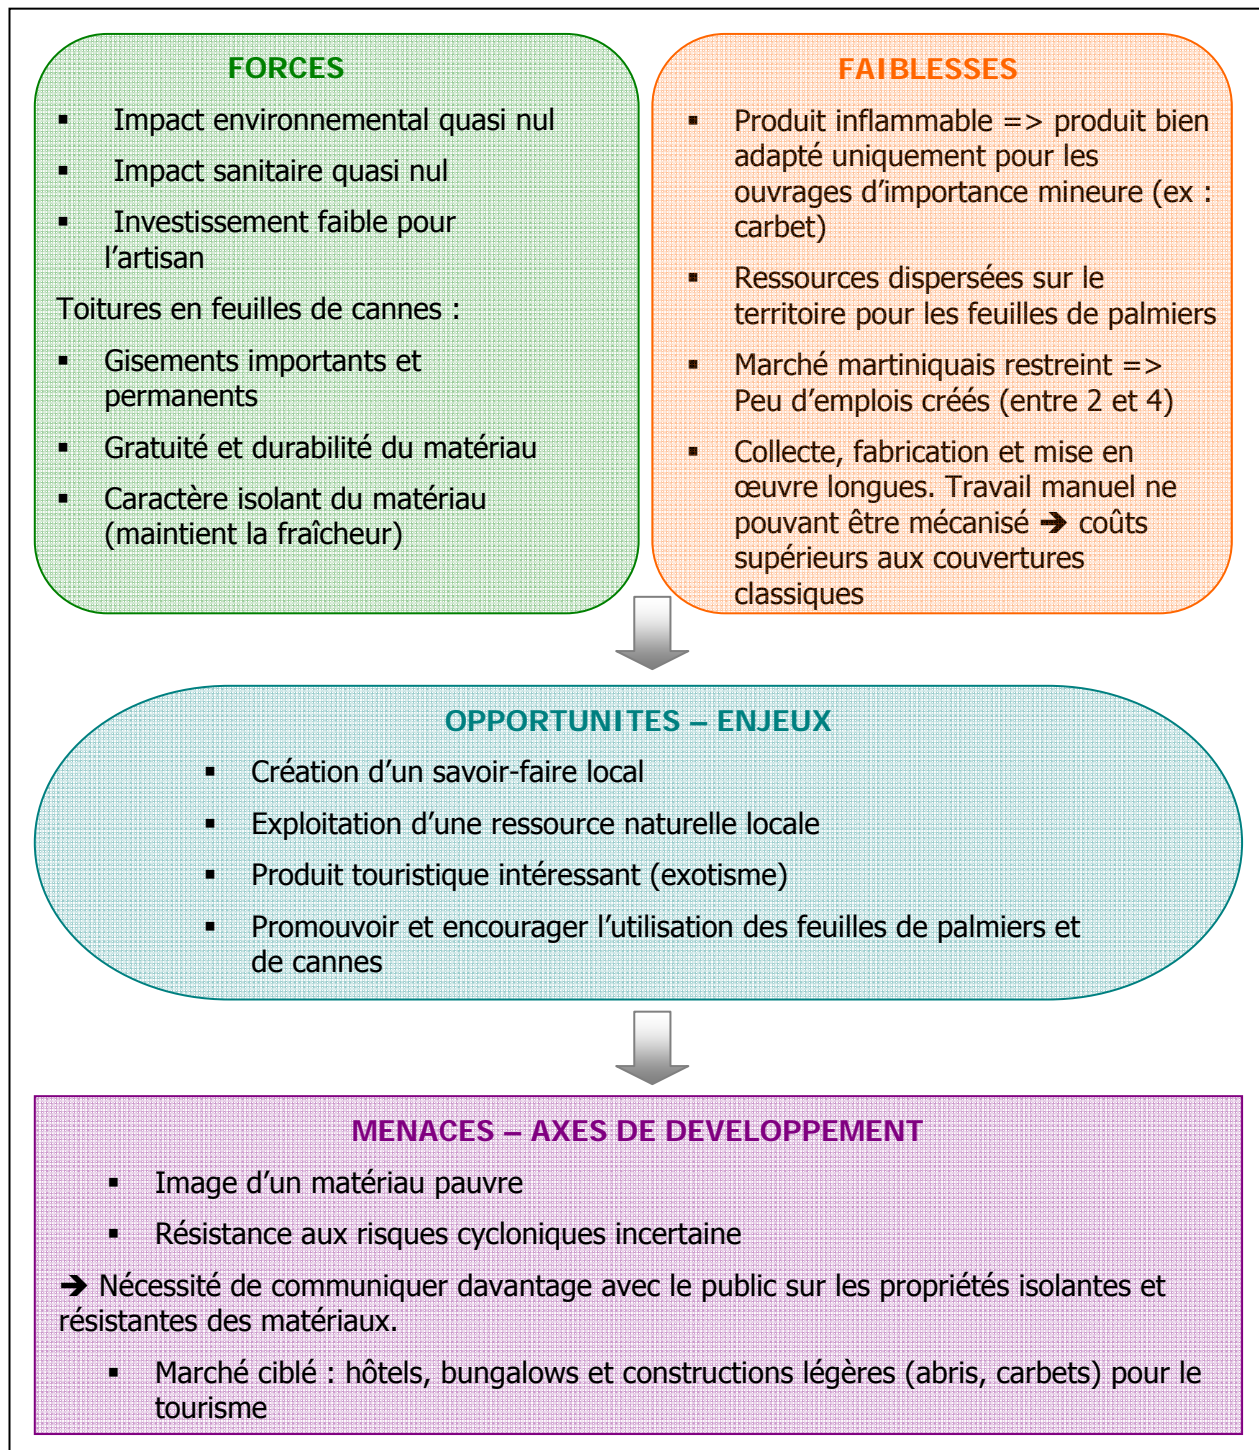 FORCES
▪ Impact environnemental quasi nul
▪ Impact sanitaire quasi nul
▪ Investissement faible pour
l’artisan
Toitures en feuilles de cannes :
▪ Gisements importants et
permanents
▪ Gratuité et durabilité du matériau
▪ Caractère isolant du matériau
(maintient la fraîcheur)
FAIBLESSES
▪ Produit inflammable => produit bien
adapté uniquement pour les
ouvrages d’importance mineure (ex :
carbet)
▪ Ressources dispersées sur le
territoire pour les feuilles de palmiers
▪ Marché martiniquais restreint =>
Peu d’emplois créés (entre 2 et 4)
▪ Collecte, fabrication et mise en
œuvre longues. Travail manuel ne
pouvant être mécanisé ➔ coûts
supérieurs aux couvertures
classiques
OPPORTUNITES – ENJEUX
▪ Création d’un savoir-faire local
▪ Exploitation d’une ressource naturelle locale
▪ Produit touristique intéressant (exotisme)
▪ Promouvoir et encourager l’utilisation des feuilles de palmiers et
de cannes
MENACES – AXES DE DEVELOPPEMENT
▪ Image d’un matériau pauvre
▪ Résistance aux risques cycloniques incertaine
➔ Nécessité de communiquer davantage avec le public sur les propriétés isolantes et
résistantes des matériaux.
▪ Marché ciblé : hôtels, bungalows et constructions légères (abris, carbets) pour le
tourisme